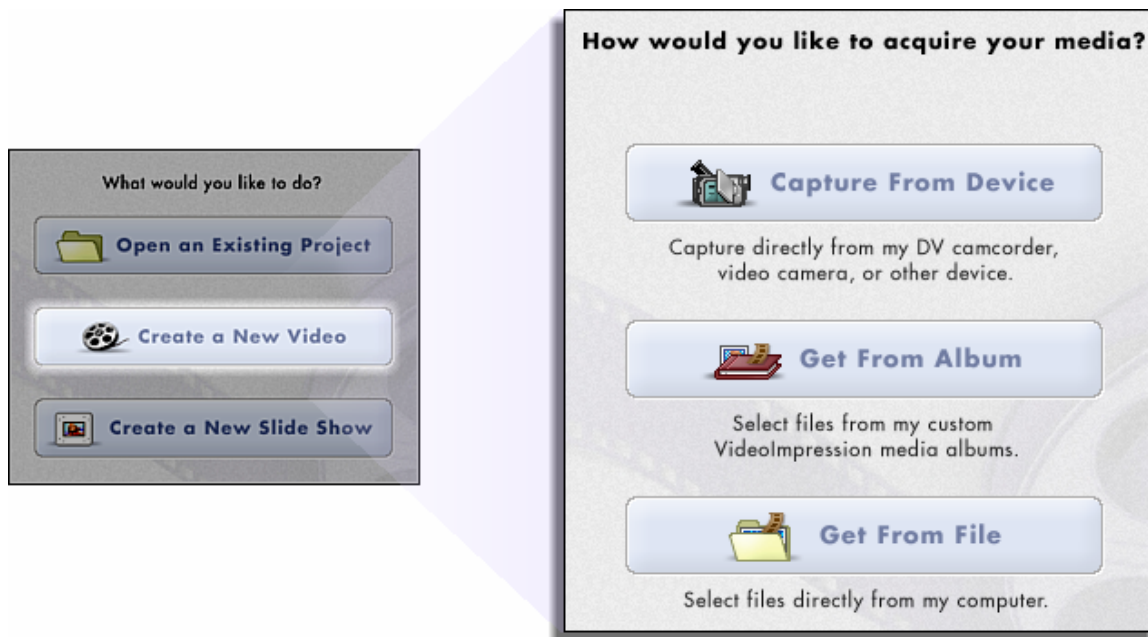 What would you like to do?
Open an Existing Project
Create a New Video
Create a New Slide Show
How would you like to acquire your media?
Capture From Device
Capture directly from my DV camcorder,
video camera, or other device.
Get From Album
Select files from my custom
VideoImpression media albums.
Get From File
Select files directly from my computer.